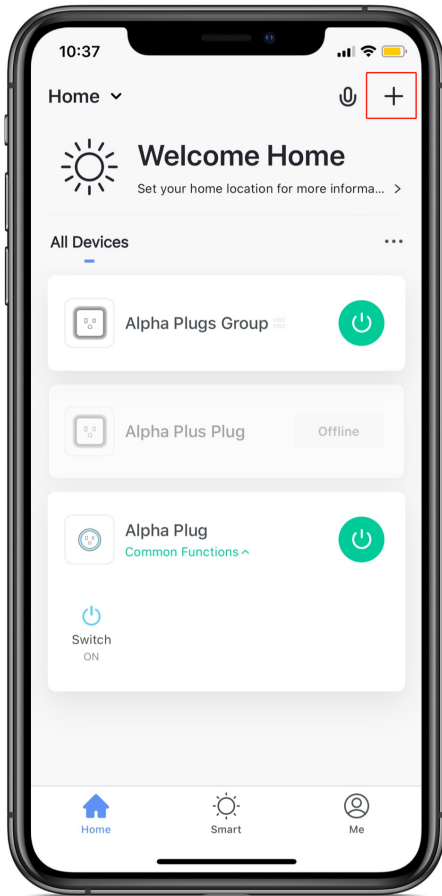 10:37
Home
Welcome Home
Set your home location for more informa...
All Devices
Alpha Plugs Group
Alpha Plus Plug
Offline
Alpha Plug
Common Functions
Switch
ON
Home
Smart
Me